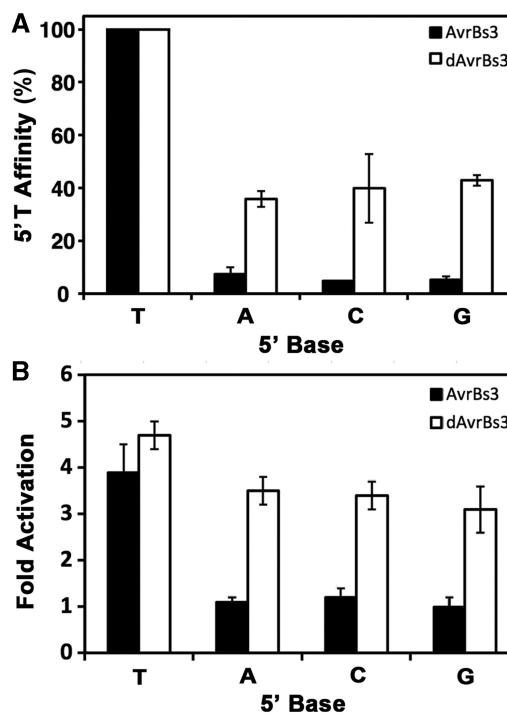 A
AvrBs3
dAvrBs3
5'T Affinity (%)
100
80
60
40
20
0
T A C G
5' Base
B
AvrBs3
dAvrBs3
Fold Activation
6
5
4
3
2
1
0
T A C G
5' Base